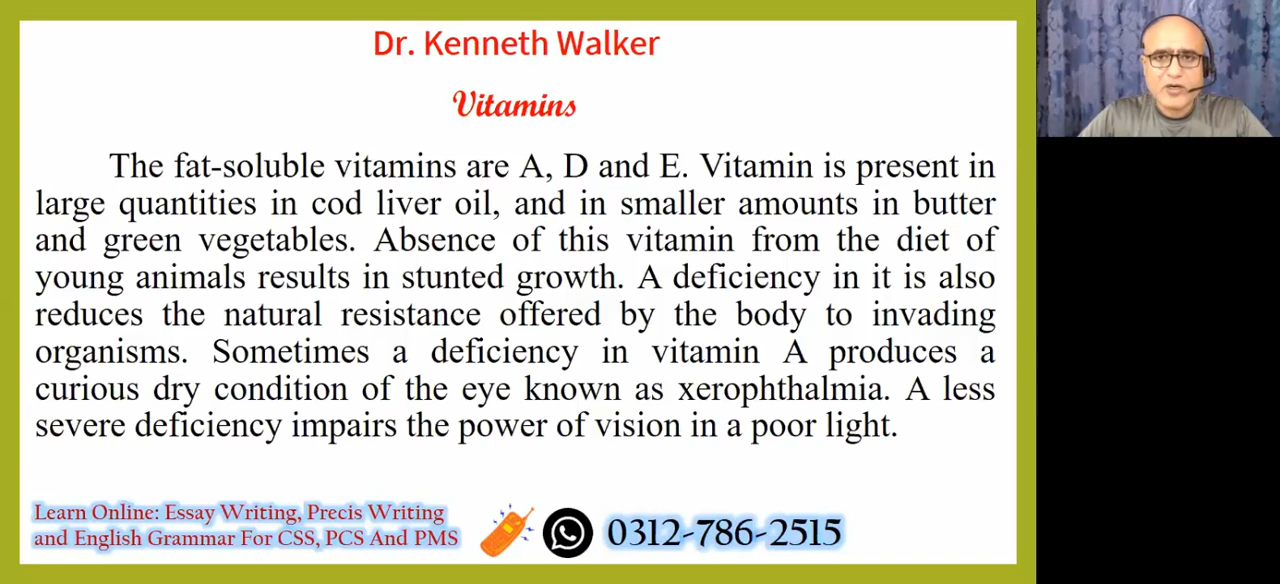 Dr. Kenneth Walker
Vitamins
The fat-soluble vitamins are A, D and E. Vitamin is present in
large quantities in cod liver oil, and in smaller amounts in butter
and green vegetables. Absence of this vitamin from the diet of
young animals results in stunted growth. A deficiency in it is also
reduces the natural resistance offered by the body to invading
organisms. Sometimes a deficiency in vitamin A produces a
curious dry condition of the eye known as xerophthalmia. A less
severe deficiency impairs the power of vision in a poor light.
Learn Online: Essay Writing, Precis Writing
and English Grammar For CSS, PCS And PMS
0312-786-2515